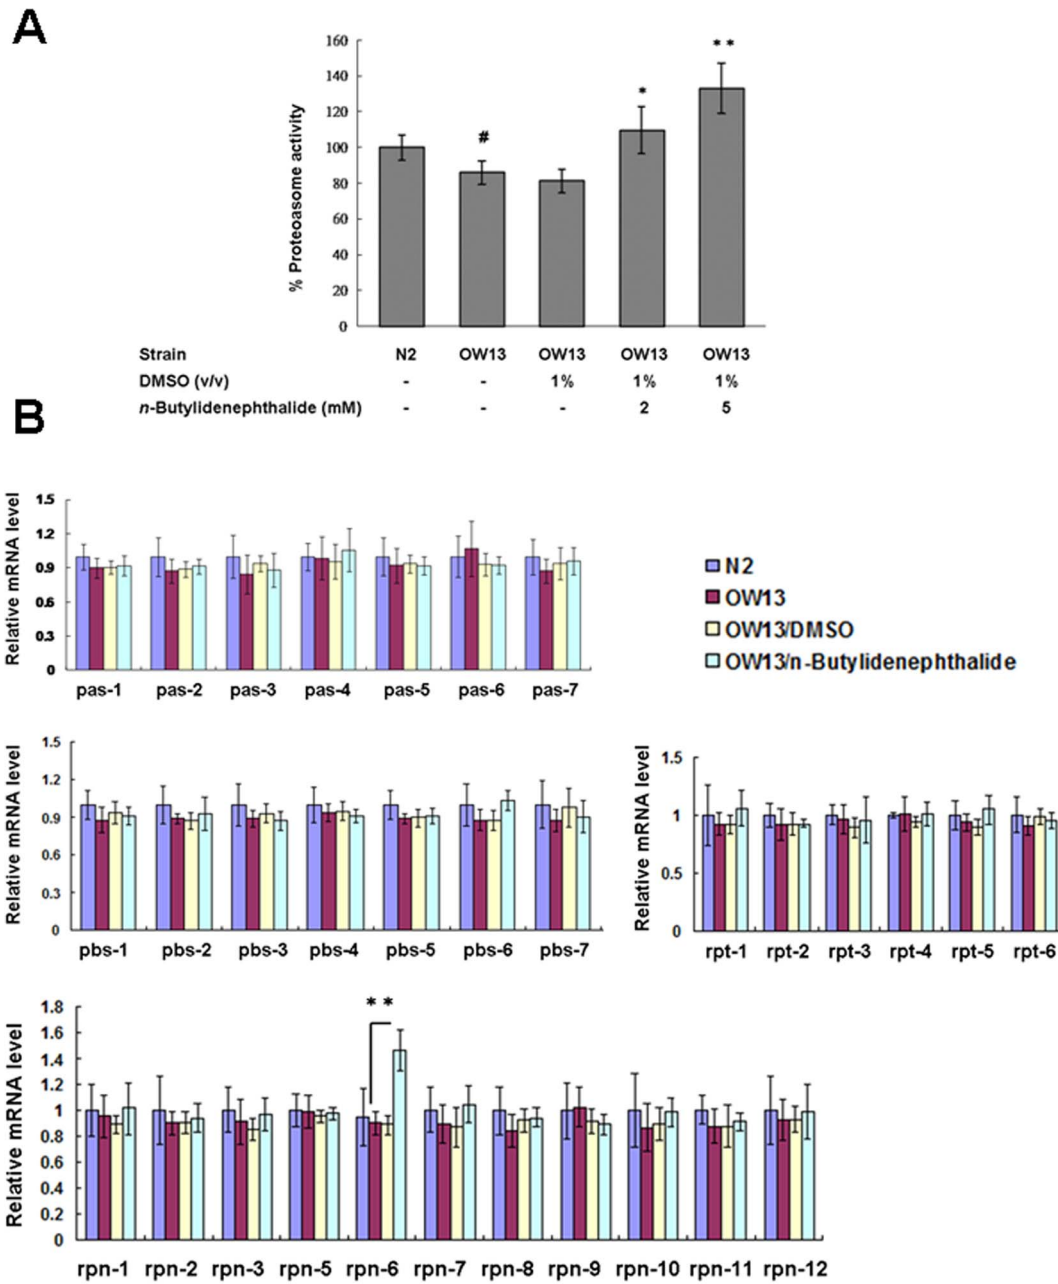 A
160
140
120
100
80
60
40
20
0
% Proteoasome activity
#
*
**
Strain N2 OW13 OW13 OW13 OW13
DMSO (v/v) - - 1% 1% 1%
n-Butylidenephthalide (mM) - - - 2 5
B
1.5
1.2
0.9
0.6
0.3
0
Relative mRNA level
pas-1 pas-2 pas-3 pas-4 pas-5 pas-6 pas-7
N2
OW13
OW13/DMSO
OW13/n-Butylidenephthalide
1.5
1.2
0.9
0.6
0.3
0
Relative mRNA level
pbs-1 pbs-2 pbs-3 pbs-4 pbs-5 pbs-6 pbs-7
1.5
1
0.5
0
Relative mRNA level
rpt-1 rpt-2 rpt-3 rpt-4 rpt-5 rpt-6
1.8
1.6
1.4
1.2
1
0.8
0.6
0.4
0.2
0
Relative mRNA level
**
rpn-1 rpn-2 rpn-3 rpn-5 rpn-6 rpn-7 rpn-8 rpn-9 rpn-10 rpn-11 rpn-12